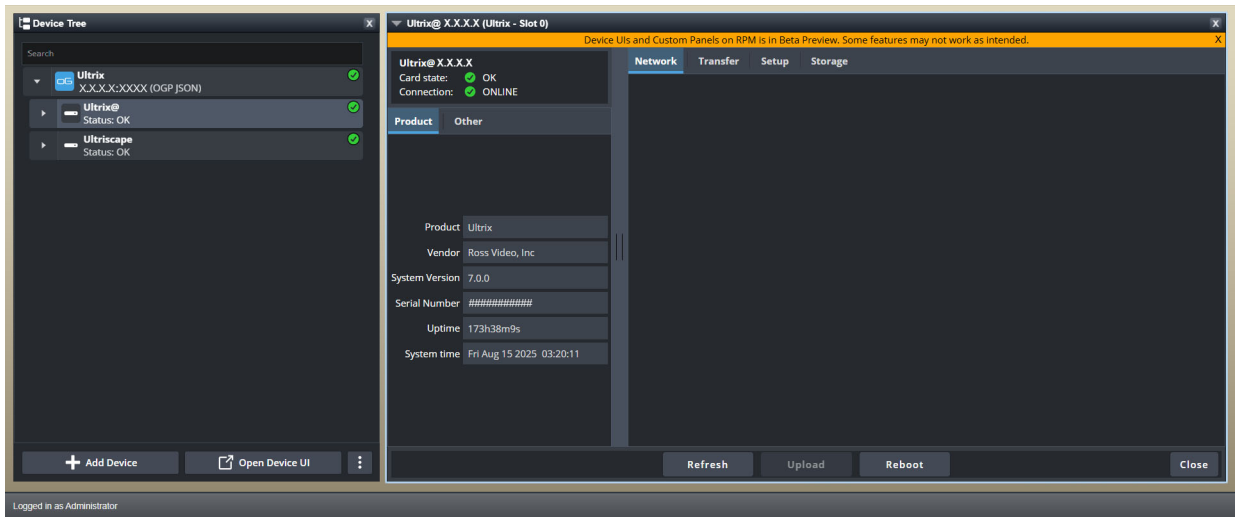 Device Tree
X
Search
Ultrix
X.X.X.X:XXXX (OGP JSON)
Ultrix@
Status: OK
Ultriscape
Status: OK
Add Device
Open Device UI
Ultrix@ X.X.X.X (Ultrix - Slot 0)
X
Device UIs and Custom Panels on RPM is in Beta Preview. Some features may not work as intended.
X
Ultrix@ X.X.X.X
Card state: OK
Connection: ONLINE
Product Other
Product Ultrix
Vendor Ross Video, Inc
System Version 7.0.0
Serial Number ###########
Uptime 173h38m9s
System time Fri Aug 15 2025 03:20:11
Network Transfer Setup Storage
Refresh Upload Reboot Close
Logged in as Administrator